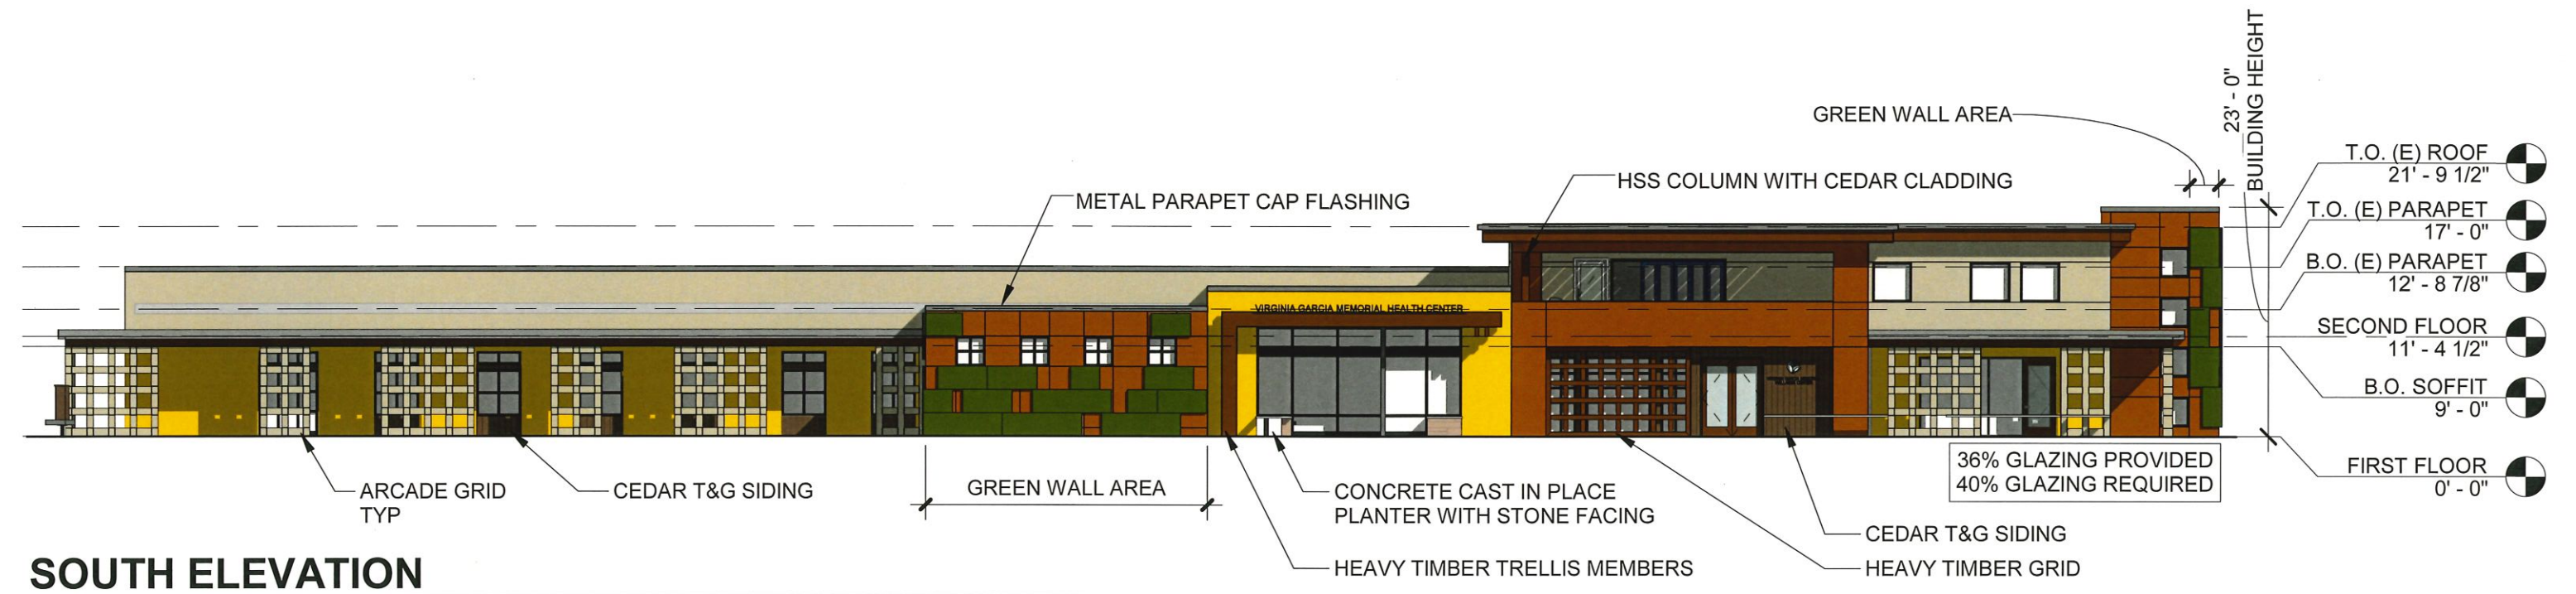 23' - 0"
BUILDING HEIGHT
GREEN WALL AREA
T.O. (E) ROOF
21' - 9 1/2"
HSS COLUMN WITH CEDAR CLADDING
METAL PARAPET CAP FLASHING
T.O. (E) PARAPET
17' - 0"
B.O. (E) PARAPET
12' - 8 7/8"
VIRGINIA GARCIA MEMORIAL HEALTH CENTER
SECOND FLOOR
11' - 4 1/2"
B.O. SOFFIT
9' - 0"
36% GLAZING PROVIDED
40% GLAZING REQUIRED
FIRST FLOOR
0' - 0"
ARCADE GRID
TYP
CEDAR T&G SIDING
GREEN WALL AREA
CONCRETE CAST IN PLACE
PLANTER WITH STONE FACING
CEDAR T&G SIDING
HEAVY TIMBER TRELLIS MEMBERS
HEAVY TIMBER GRID
SOUTH ELEVATION